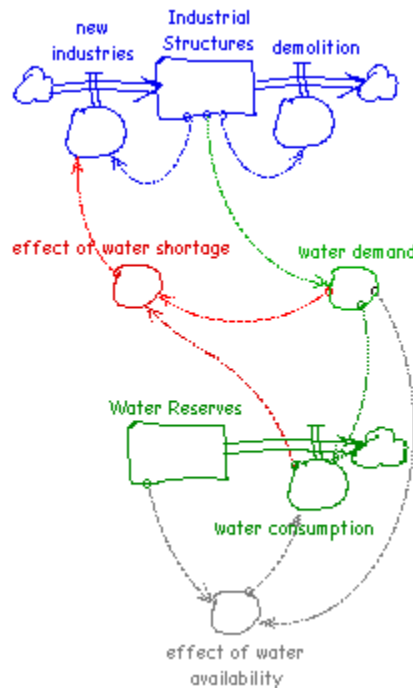 Industrial
Structures
new
industries
demolition
effect of water shortage
water demand
Water Reserves
water consumption
effect of water
availability